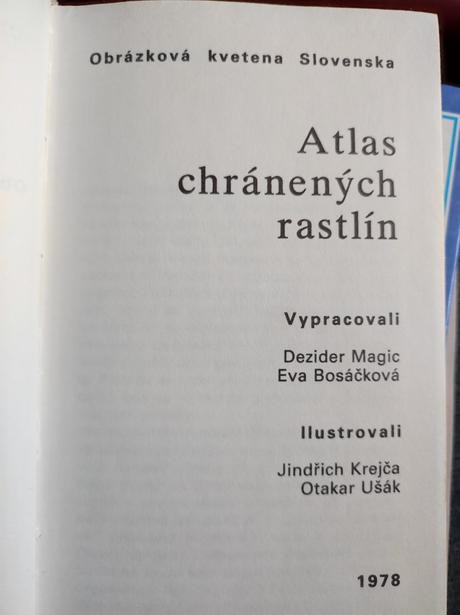 Obrázková kvetena Slovenska
Atlas
chránených
rastlín
Vypracovali
Dezider Magic
Eva Bosáčková
Ilustrovali
Jindřich Krejča
Otakar Ušák
1978